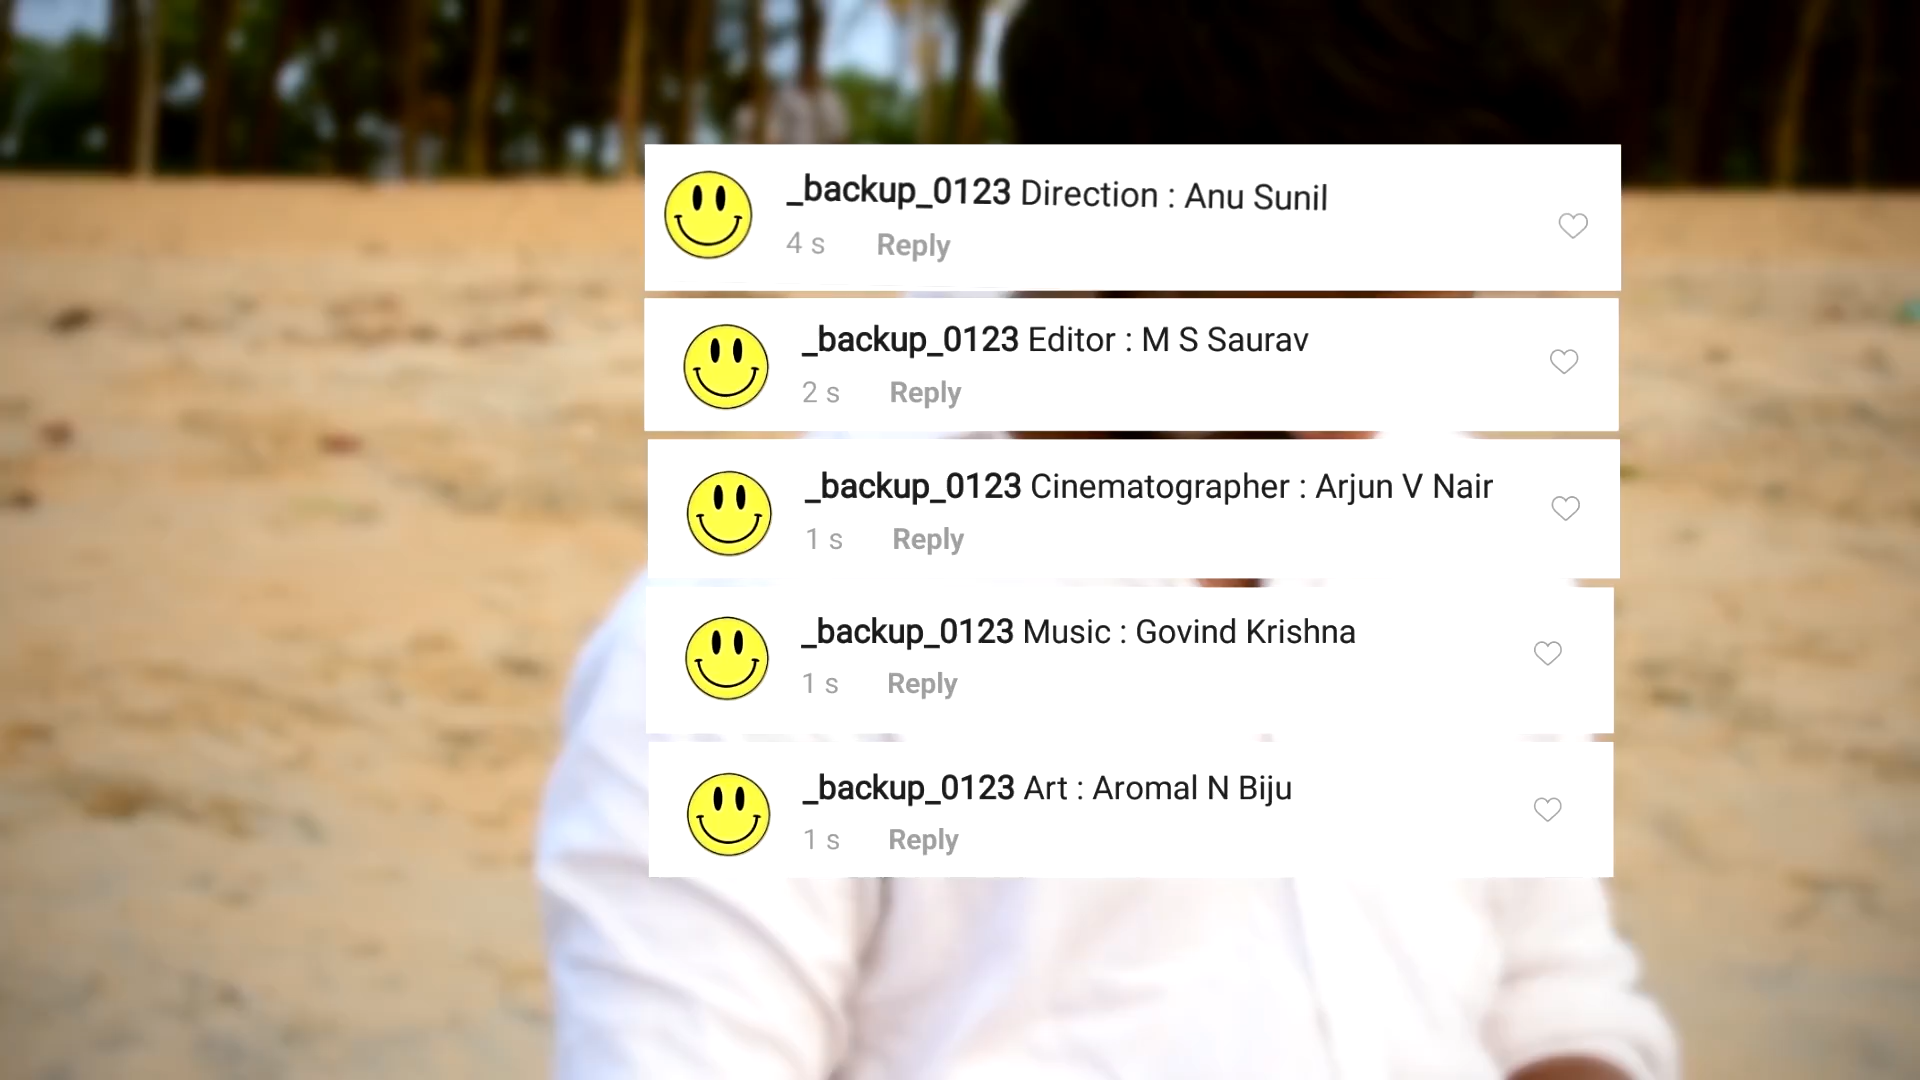 _backup_0123 Direction : Anu Sunil
4 s Reply
_backup_0123 Editor : M S Saurav
2 s Reply
_backup_0123 Cinematographer : Arjun V Nair
1 s Reply
_backup_0123 Music : Govind Krishna
1 s Reply
_backup_0123 Art : Aromal N Biju
1 s Reply